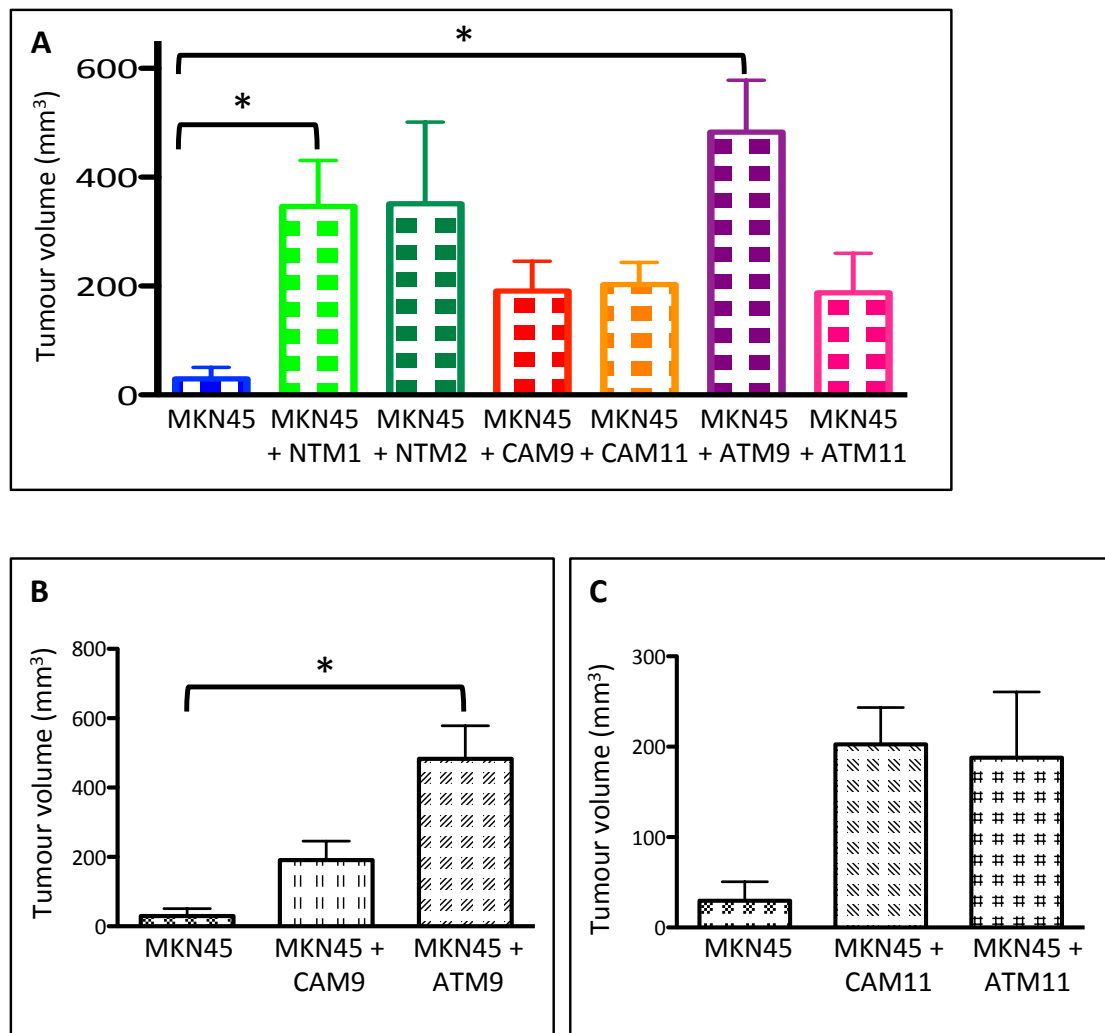 A
Tumour volume (mm³)
600
400
200
0
*
*
MKN45
MKN45
+ NTM1
MKN45
+ NTM2
MKN45
+ CAM9
MKN45
+ CAM11
MKN45
+ ATM9
MKN45
+ ATM11
B
Tumour volume (mm³)
800
600
400
200
0
*
MKN45
MKN45 +
CAM9
MKN45 +
ATM9
C
Tumour volume (mm³)
300
200
100
0
MKN45
MKN45 +
CAM11
MKN45 +
ATM11